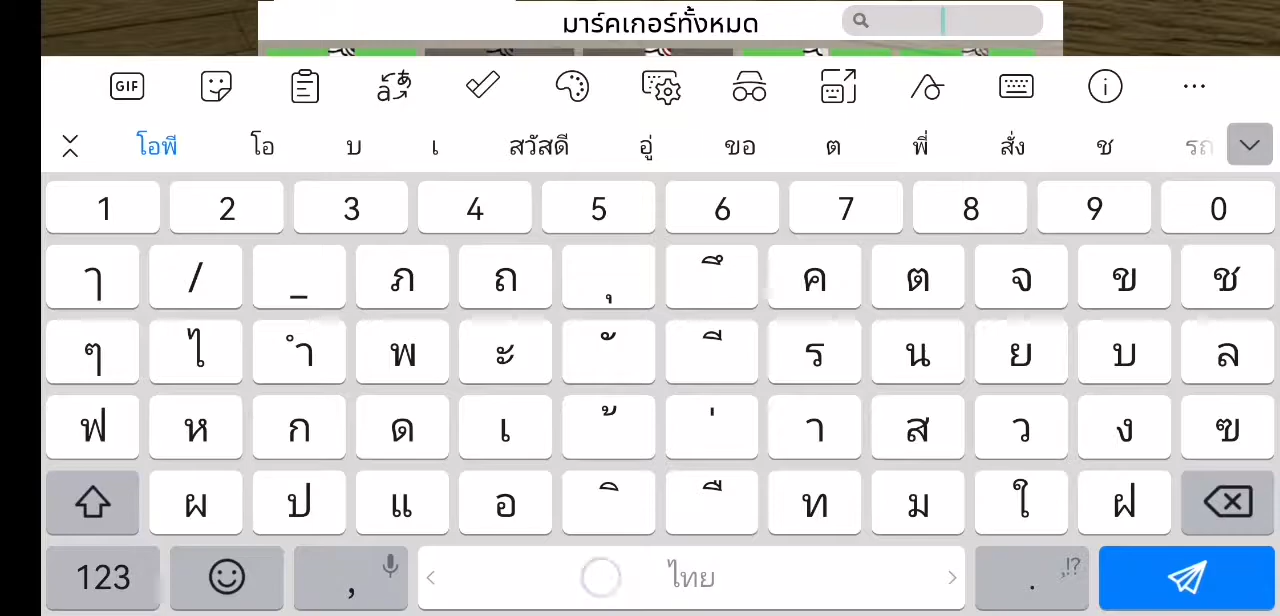 มาร์คเกอร์ทั้งหมด
GIF
โอพี โอ บ เ สวัสดี อู่ ขอ ต พี่ สั่ง ช รถ
1 2 3 4 5 6 7 8 9 0
ๅ / _ ภ ถ ุ ึ ค ต จ ข ช
ๆ ไ ำ พ ะ ั ี ร น ย บ ล
ฟ ห ก ด เ ้ ่ า ส ว ง ฃ
ผ ป แ อ ิ ื ท ม ใ ฝ
123 , < ไทย > . ,!?